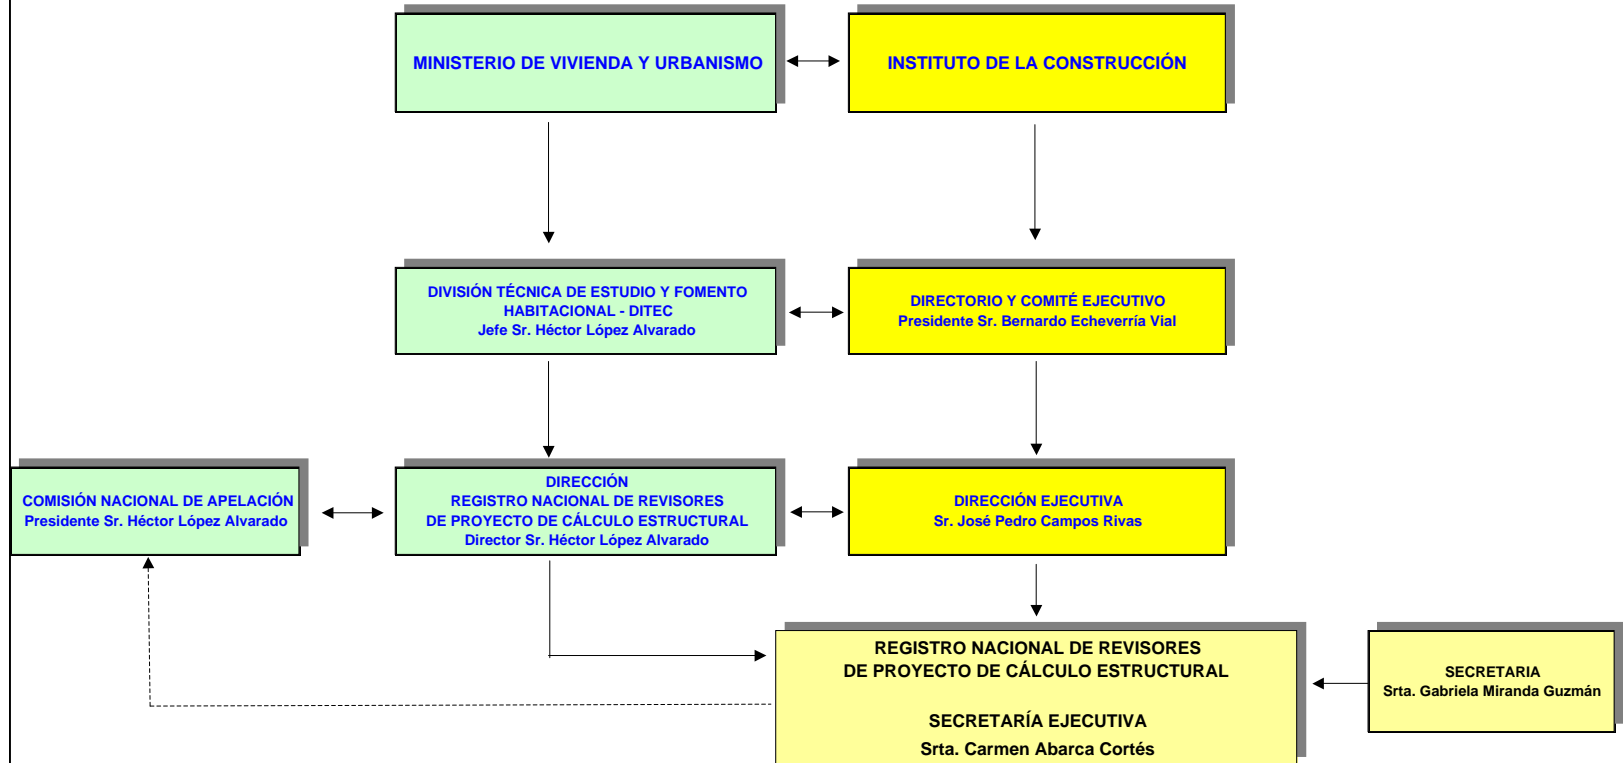 MINISTERIO DE VIVIENDA Y URBANISMO
INSTITUTO DE LA CONSTRUCCIÓN
DIVISIÓN TÉCNICA DE ESTUDIO Y FOMENTO
HABITACIONAL - DITEC
Jefe Sr. Héctor López Alvarado
DIRECTORIO Y COMITÉ EJECUTIVO
Presidente Sr. Bernardo Echeverría Vial
COMISIÓN NACIONAL DE APELACIÓN
Presidente Sr. Héctor López Alvarado
DIRECCIÓN
REGISTRO NACIONAL DE REVISORES
DE PROYECTO DE CÁLCULO ESTRUCTURAL
Director Sr. Héctor López Alvarado
DIRECCIÓN EJECUTIVA
Sr. José Pedro Campos Rivas
REGISTRO NACIONAL DE REVISORES
DE PROYECTO DE CÁLCULO ESTRUCTURAL
SECRETARÍA EJECUTIVA
Srta. Carmen Abarca Cortés
SECRETARIA
Srta. Gabriela Miranda Guzmán